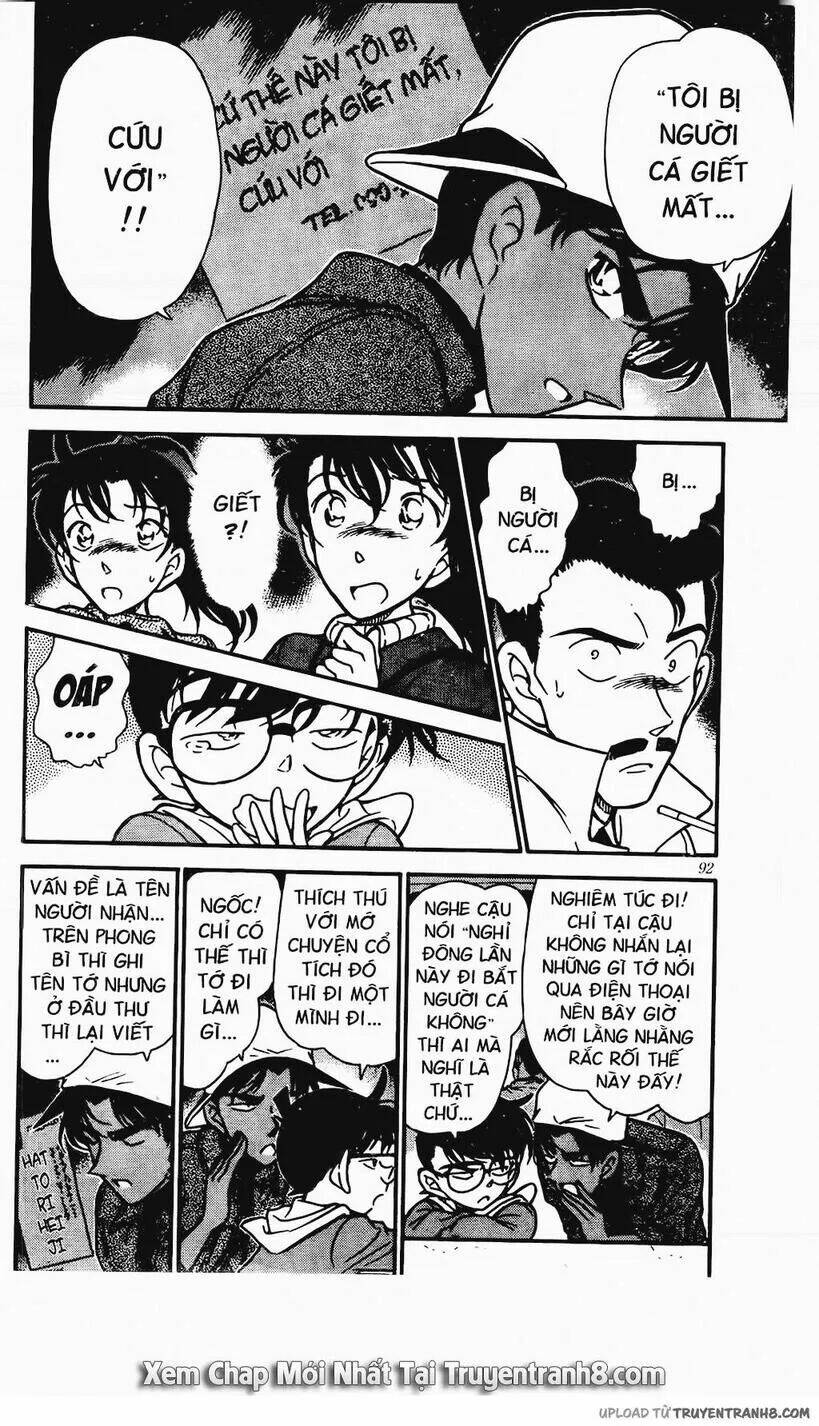 "TÔI BỊ
NGƯỜI
CÁ GIẾT
MẤT...
CỨ THẾ NÀY TÔI BỊ
NGƯỜI CÁ GIẾT MẤT,
CỨU VỚI
TEL.
CỨU
VỚI"
!!
BỊ...
BỊ
NGƯỜI
CÁ...
GIẾT
?!
OÁP
...
92
NGHIÊM TÚC ĐI!
CHỈ TẠI CẬU
KHÔNG NHẮN LẠI
NHỮNG GÌ TỚ NÓI
QUA ĐIỆN THOẠI
NÊN BÂY GIỜ
MỚI LẰNG NHẰNG
RẮC RỐI THẾ
NÀY ĐẤY!
NGHE CẬU
NÓI "NGHỈ
ĐÔNG LẦN
NÀY ĐI BẮT
NGƯỜI CÁ
KHÔNG"
THÌ AI MÀ
NGHĨ LÀ
THẬT
CHỨ...
THÍCH THÚ
VỚI MỚ
CHUYỆN CỔ
TÍCH ĐÓ
THÌ ĐI MỘT
MÌNH ĐI...
NGỐC!
CHỈ CÓ
THẾ THÌ
TỚ ĐI
LÀM
GÌ...
VẤN ĐỀ LÀ TÊN
NGƯỜI NHẬN...
TRÊN PHONG
BÌ THÌ GHI
TÊN TỚ NHƯNG
Ở ĐẦU THƯ
THÌ LẠI VIẾT
...
HAT
TO
RI
HEI
JI
Xem Chap Mới Nhất Tại Truyentranh8.com
UPLOAD TỪ TRUYENTRANH8.COM